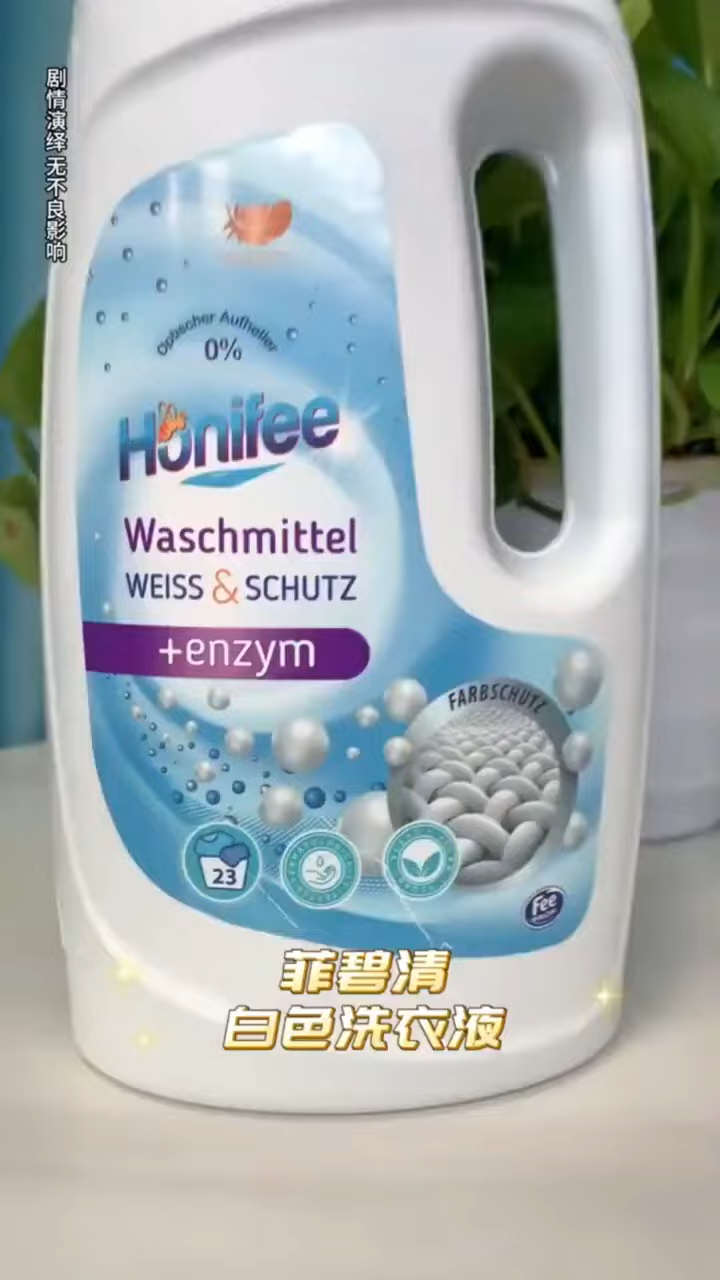 剧情演绎无不良影响
Optischer Aufheller
0%
Honifee
Waschmittel
WEISS & SCHUTZ
+enzym
FARBSCHUTZ
23
Fee
菲碧清
白色洗衣液